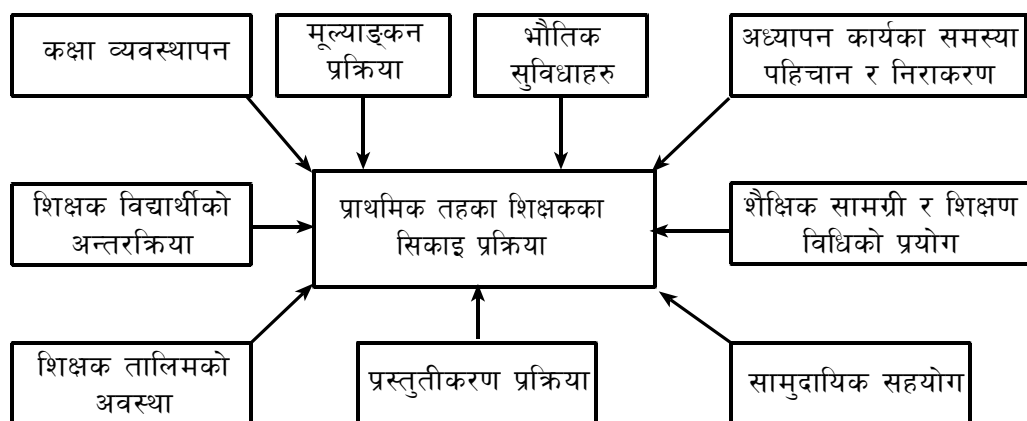 कक्षा व्यवस्थापन
मूल्याङ्कन
प्रक्रिया
भौतिक
सुविधाहरु
अध्यापन कार्यका समस्या
पहिचान र निराकरण
शिक्षक विद्यार्थीको
अन्तरक्रिया
प्राथमिक तहका शिक्षकका
सिकाइ प्रक्रिया
शैक्षिक सामग्री र शिक्षण
विधिको प्रयोग
शिक्षक तालिमको
अवस्था
प्रस्तुतीकरण प्रक्रिया
सामुदायिक सहयोग